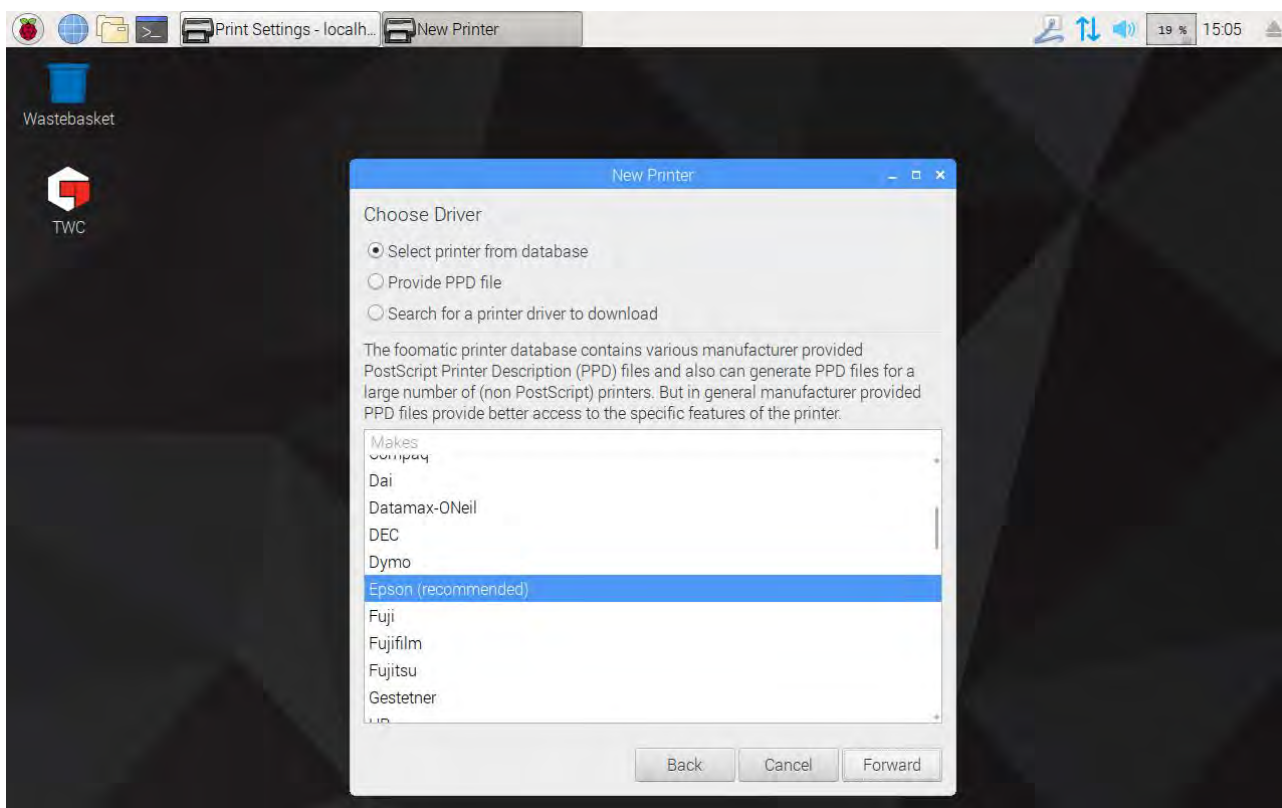 Print Settings - localh... New Printer 19 % 15:05
Wastebasket
TWC
New Printer
Choose Driver
Select printer from database
Provide PPD file
Search for a printer driver to download
The foomatic printer database contains various manufacturer provided
PostScript Printer Description (PPD) files and also can generate PPD files for a
large number of (non PostScript) printers. But in general manufacturer provided
PPD files provide better access to the specific features of the printer.
Makes
Compaq
Dai
Datamax-ONeil
DEC
Dymo
Epson (recommended)
Fuji
Fujifilm
Fujitsu
Gestetner
HP
Back Cancel Forward